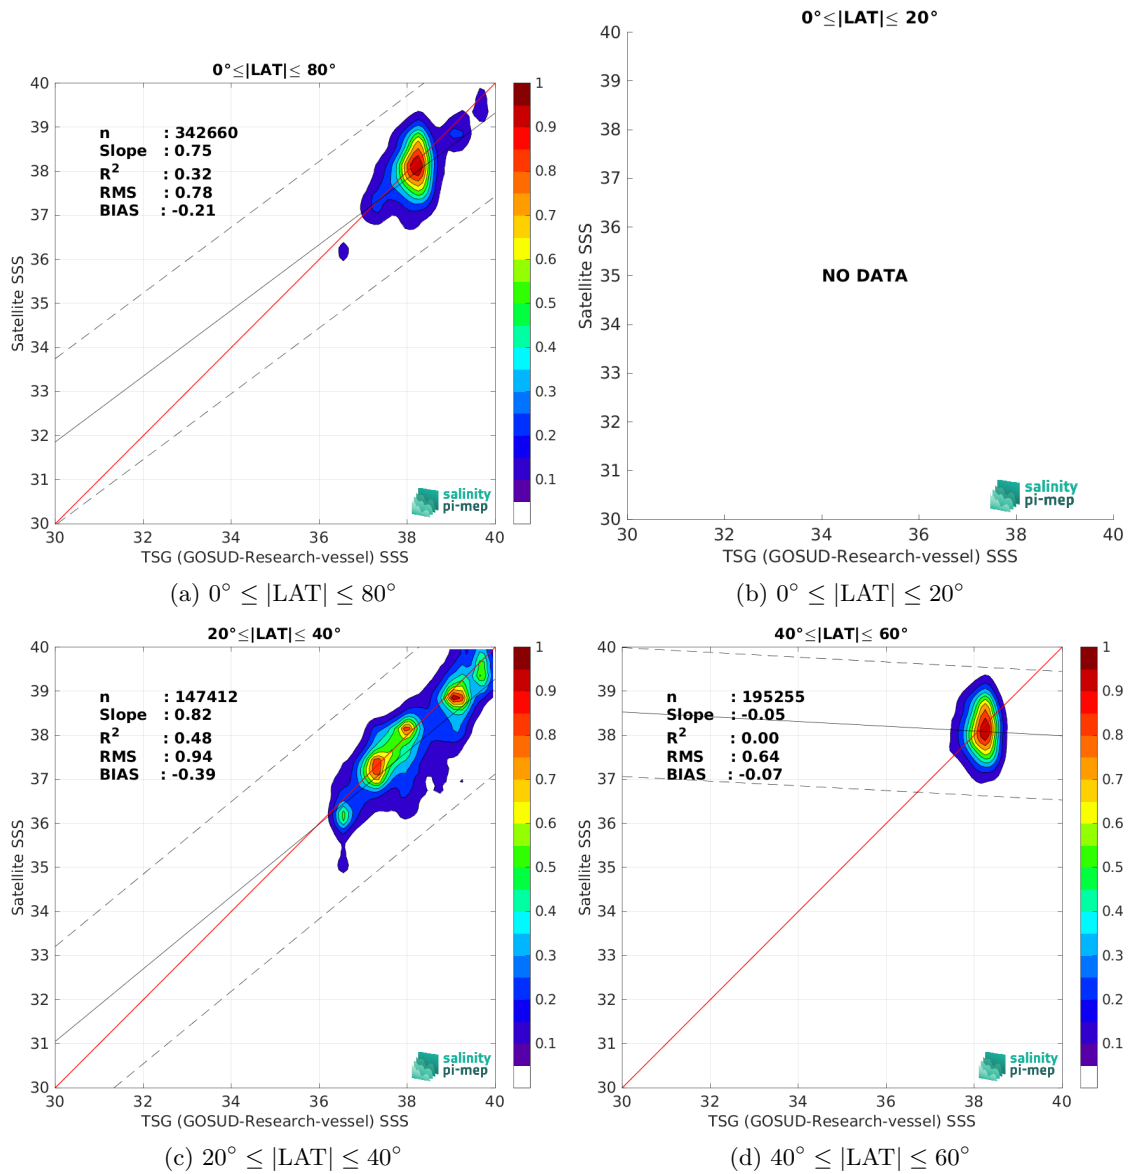 0°≤|LAT|≤ 80°
n : 342660
Slope : 0.75
R² : 0.32
RMS : 0.78
BIAS : -0.21
40
39
38
37
36
35
34
33
32
31
30
Satellite SSS
30 32 34 36 38 40
TSG (GOSUD-Research-vessel) SSS
1
0.9
0.8
0.7
0.6
0.5
0.4
0.3
0.2
0.1
salinity
pi-mep
(a) 0° ≤ |LAT| ≤ 80°
0°≤|LAT|≤ 20°
NO DATA
40
39
38
37
36
35
34
33
32
31
30
Satellite SSS
30 32 34 36 38 40
TSG (GOSUD-Research-vessel) SSS
salinity
pi-mep
(b) 0° ≤ |LAT| ≤ 20°
20°≤|LAT|≤ 40°
n : 147412
Slope : 0.82
R² : 0.48
RMS : 0.94
BIAS : -0.39
40
39
38
37
36
35
34
33
32
31
30
Satellite SSS
30 32 34 36 38 40
TSG (GOSUD-Research-vessel) SSS
1
0.9
0.8
0.7
0.6
0.5
0.4
0.3
0.2
0.1
salinity
pi-mep
(c) 20° ≤ |LAT| ≤ 40°
40°≤|LAT|≤ 60°
n : 195255
Slope : -0.05
R² : 0.00
RMS : 0.64
BIAS : -0.07
40
39
38
37
36
35
34
33
32
31
30
Satellite SSS
30 32 34 36 38 40
TSG (GOSUD-Research-vessel) SSS
1
0.9
0.8
0.7
0.6
0.5
0.4
0.3
0.2
0.1
salinity
pi-mep
(d) 40° ≤ |LAT| ≤ 60°